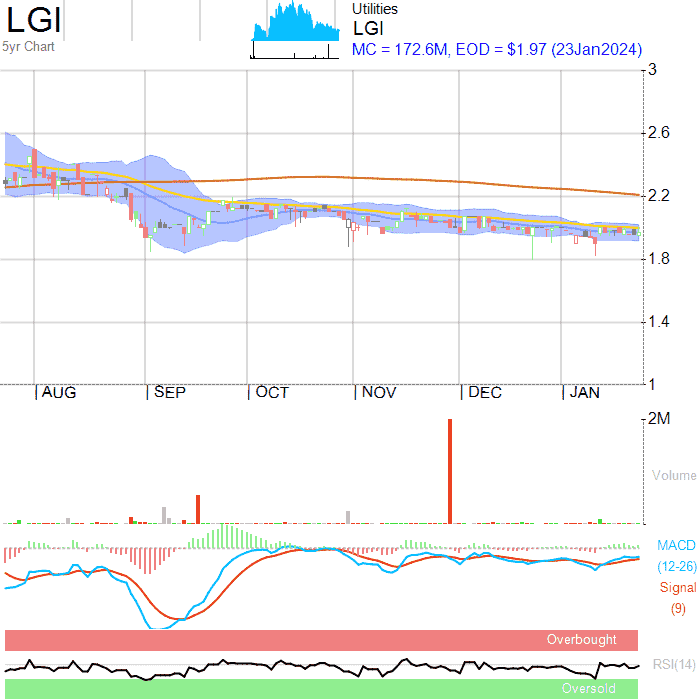 LGI
5yr Chart
Utilities
LGI
MC = 172.6M, EOD = $1.97 (23Jan2024)
3
2.6
2.2
1.8
1.4
1
AUG SEP OCT NOV DEC JAN
2M
Volume
MACD
(12-26)
Signal
(9)
Overbought
RSI(14)
Oversold